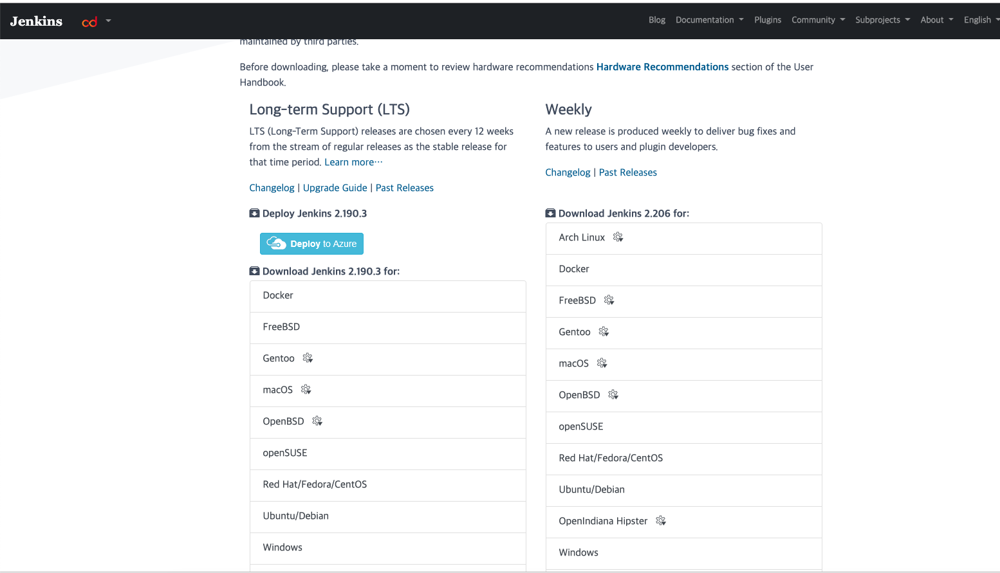 Jenkins
cd
Blog Documentation Plugins Community Subprojects About English
maintained by third parties.
Before downloading, please take a moment to review hardware recommendations Hardware Recommendations section of the User
Handbook.
Long-term Support (LTS)
LTS (Long-Term Support) releases are chosen every 12 weeks
from the stream of regular releases as the stable release for
that time period. Learn more⋯
Changelog | Upgrade Guide | Past Releases
Deploy Jenkins 2.190.3
Deploy to Azure
Download Jenkins 2.190.3 for:
Docker
FreeBSD
Gentoo
macOS
OpenBSD
openSUSE
Red Hat/Fedora/CentOS
Ubuntu/Debian
Windows
Weekly
A new release is produced weekly to deliver bug fixes and
features to users and plugin developers.
Changelog | Past Releases
Download Jenkins 2.206 for:
Arch Linux
Docker
FreeBSD
Gentoo
macOS
OpenBSD
openSUSE
Red Hat/Fedora/CentOS
Ubuntu/Debian
OpenIndiana Hipster
Windows